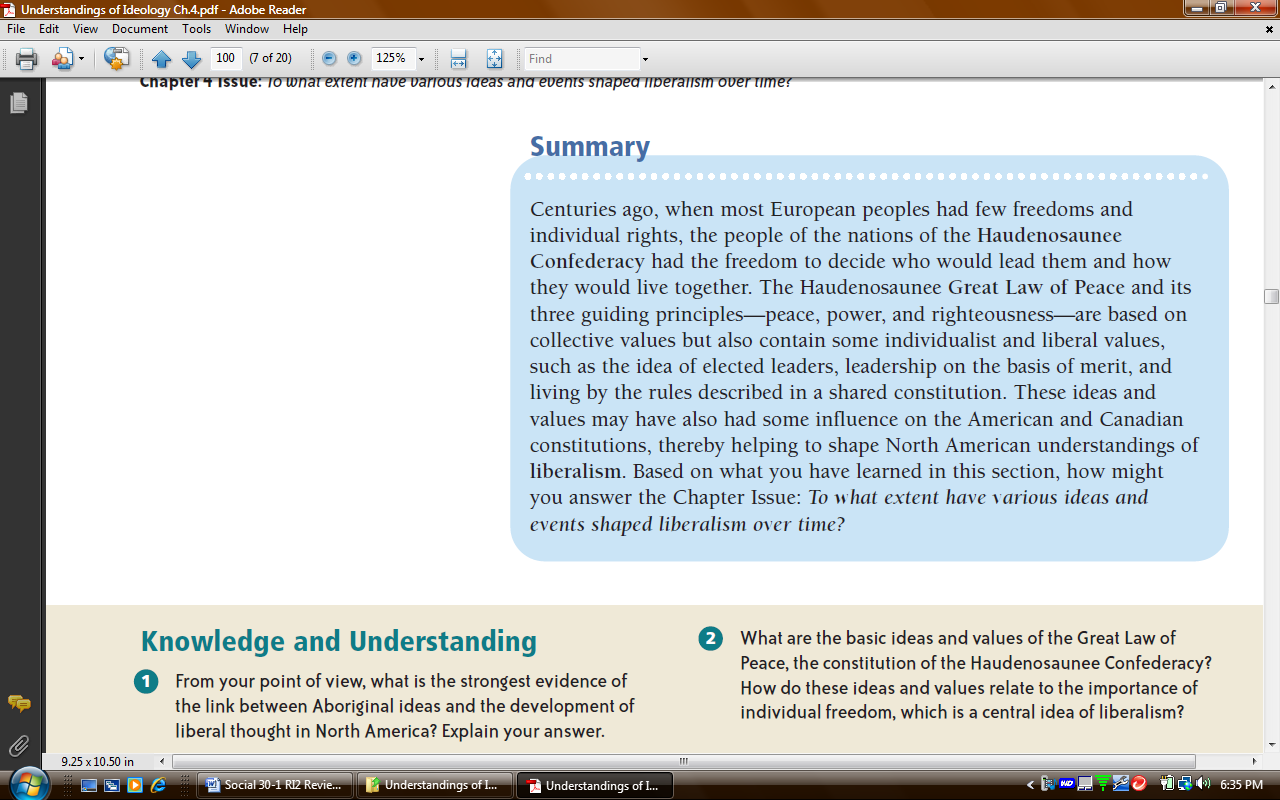 Understandings of Ideology Ch.4.pdf - Adobe Reader
File Edit View Document Tools Window Help
100 (7 of 20) 125% Find
Chapter 4 Issue: To what extent have various ideas and events shaped liberalism over time?
Summary
Centuries ago, when most European peoples had few freedoms and
individual rights, the people of the nations of the Haudenosaunee
Confederacy had the freedom to decide who would lead them and how
they would live together. The Haudenosaunee Great Law of Peace and its
three guiding principles—peace, power, and righteousness—are based on
collective values but also contain some individualist and liberal values,
such as the idea of elected leaders, leadership on the basis of merit, and
living by the rules described in a shared constitution. These ideas and
values may have also had some influence on the American and Canadian
constitutions, thereby helping to shape North American understandings of
liberalism. Based on what you have learned in this section, how might
you answer the Chapter Issue: To what extent have various ideas and
events shaped liberalism over time?
Knowledge and Understanding
1 From your point of view, what is the strongest evidence of
the link between Aboriginal ideas and the development of
liberal thought in North America? Explain your answer.
2 What are the basic ideas and values of the Great Law of
Peace, the constitution of the Haudenosaunee Confederacy?
How do these ideas and values relate to the importance of
individual freedom, which is a central idea of liberalism?
9.25 x 10.50 in
Social 30-1 RI2 Revie... Understandings of I... Understandings of I... 6:35 PM